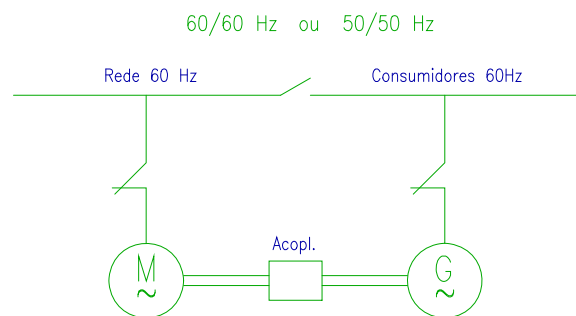 60/60 Hz ou 50/50 Hz
Rede 60 Hz
Consumidores 60Hz
Acopl.
M
~
G
~